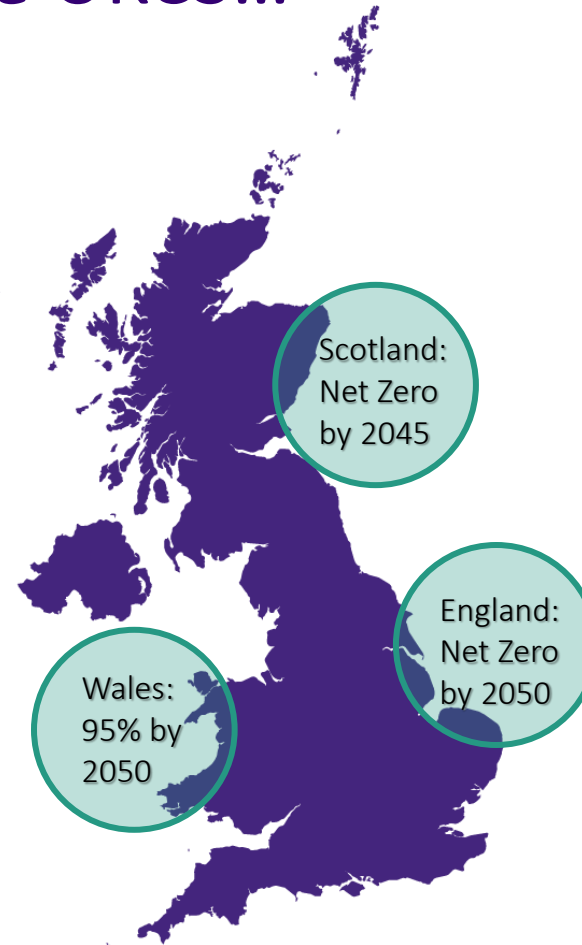 Scotland:
Net Zero
by 2045
England:
Net Zero
by 2050
Wales:
95% by
2050